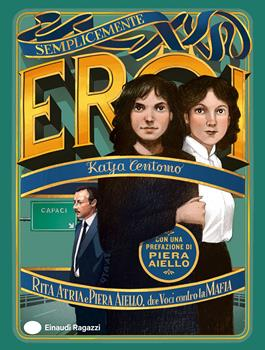 SEMPLICEMENTE
EROI
Katja Centomo
CAPACI
CON UNA
PREFAZIONE DI
PIERA
AIELLO
RITA ATRIA E PIERA AIELLO, due Voci contro la MAFIA
Einaudi Ragazzi